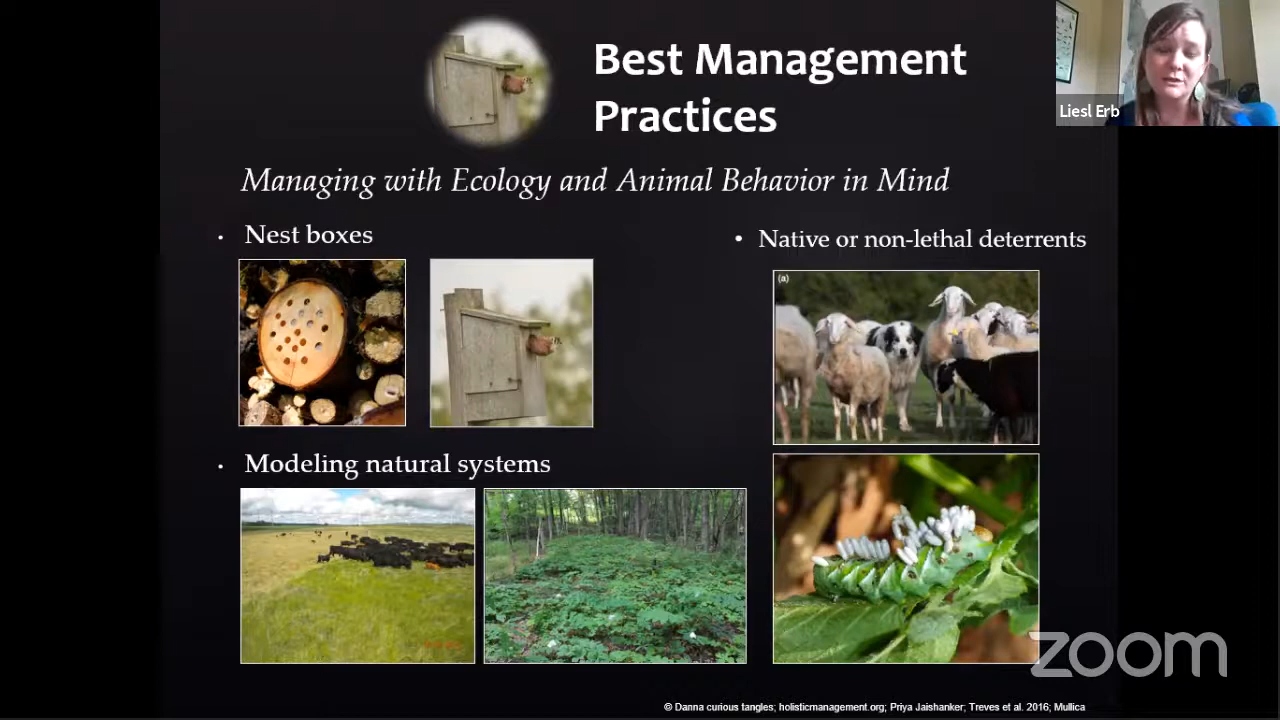 Best Management
Practices
Liesl Erb
Managing with Ecology and Animal Behavior in Mind
• Nest boxes
• Native or non-lethal deterrents
(a)
• Modeling natural systems
zoom
© Danna curious tangles; holisticmanagement.org; Priya Jaishanker; Treves et al. 2016; Mullica